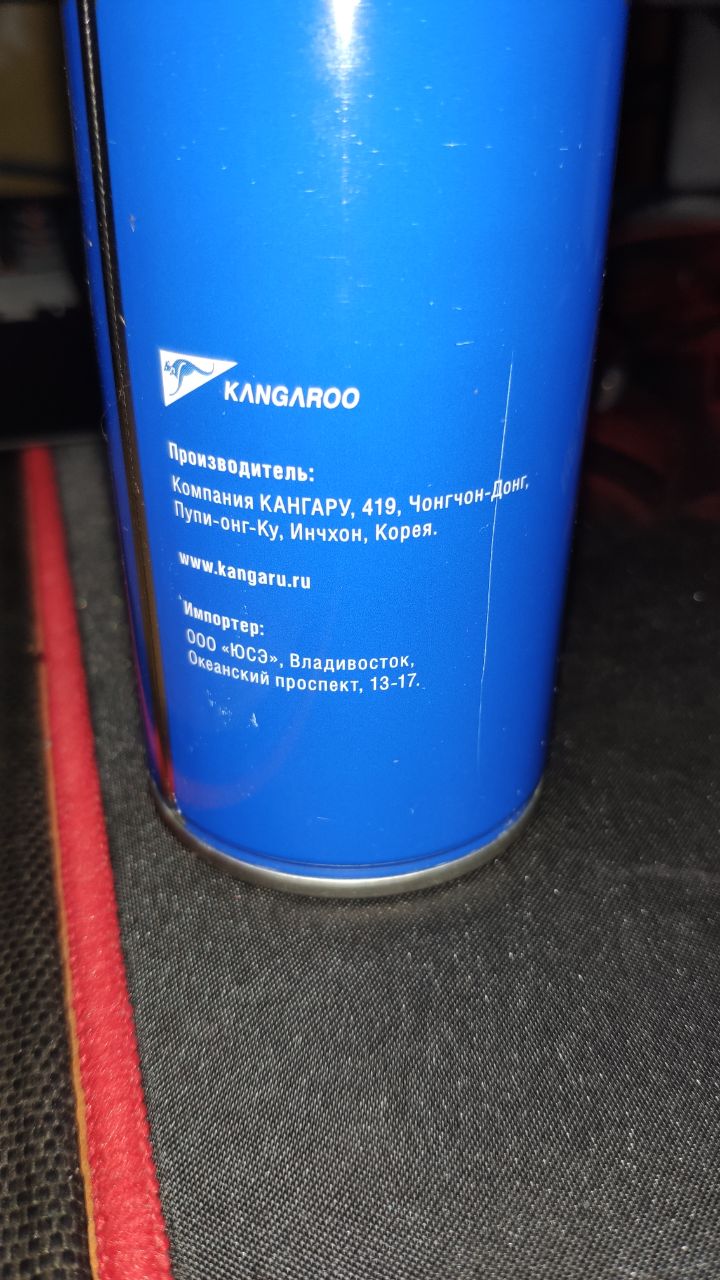 KANGAROO
Производитель:
Компания КАНГАРУ, 419, Чонгчон-Донг,
Пупи-онг-Ку, Инчхон, Корея.
www.kangaru.ru
Импортер:
ООО «ЮСЭ», Владивосток,
Океанский проспект, 13-17.